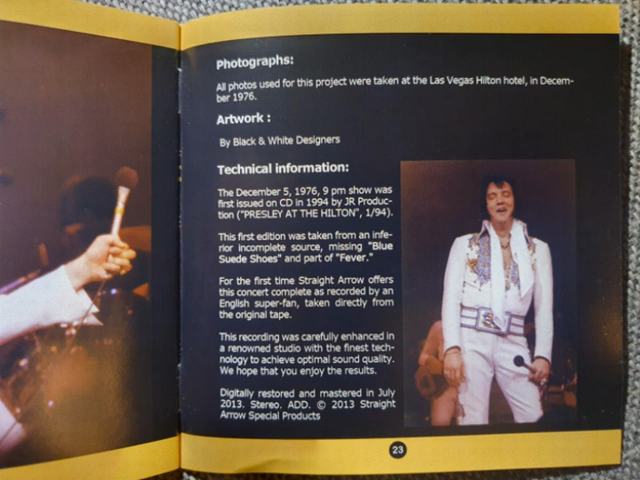 Photographs:
All photos used for this project were taken at the Las Vegas Hilton hotel, in Decem-
ber 1976.
Artwork :
By Black & White Designers
Technical information:
The December 5, 1976, 9 pm show was
first issued on CD in 1994 by JR Produc-
tion ("PRESLEY AT THE HILTON", 1/94).
This first edition was taken from an infe-
rior incomplete source, missing "Blue
Suede Shoes" and part of "Fever."
For the first time Straight Arrow offers
this concert complete as recorded by an
English super-fan, taken directly from
the original tape.
This recording was carefully enhanced in
a renowned studio with the finest tech-
nology to achieve optimal sound quality.
We hope that you enjoy the results.
Digitally restored and mastered in July
2013. Stereo. ADD. © 2013 Straight
Arrow Special Products
23